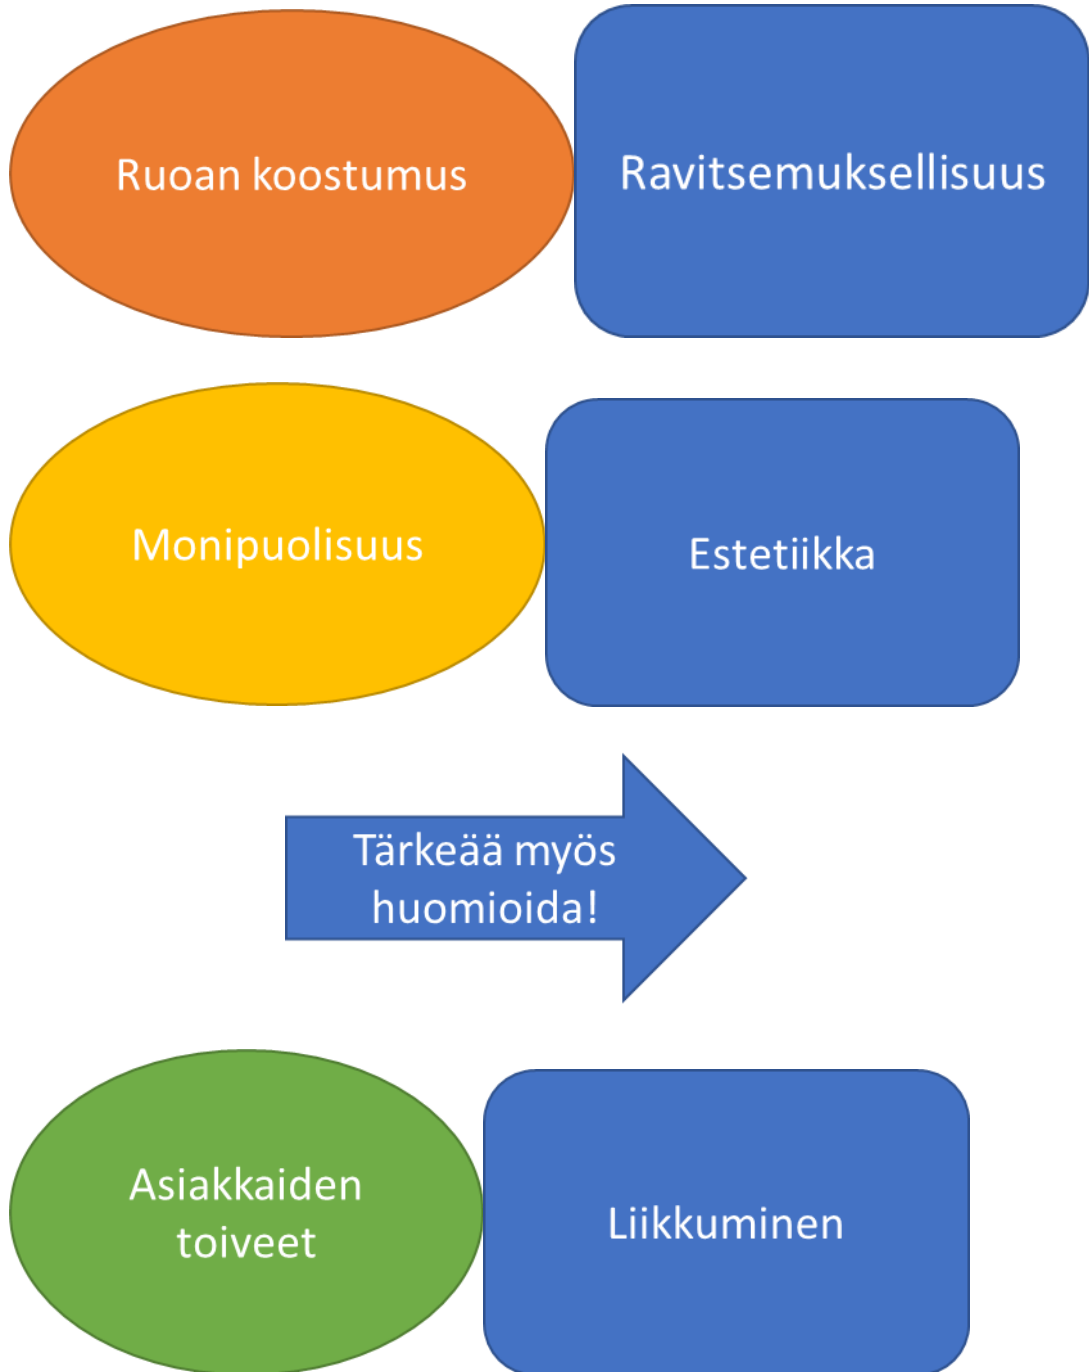 Ruoan koostumus
Ravitsemuksellisuus
Monipuolisuus
Estetiikka
Tärkeää myös
huomioida!
Asiakkaiden
toiveet
Liikkuminen